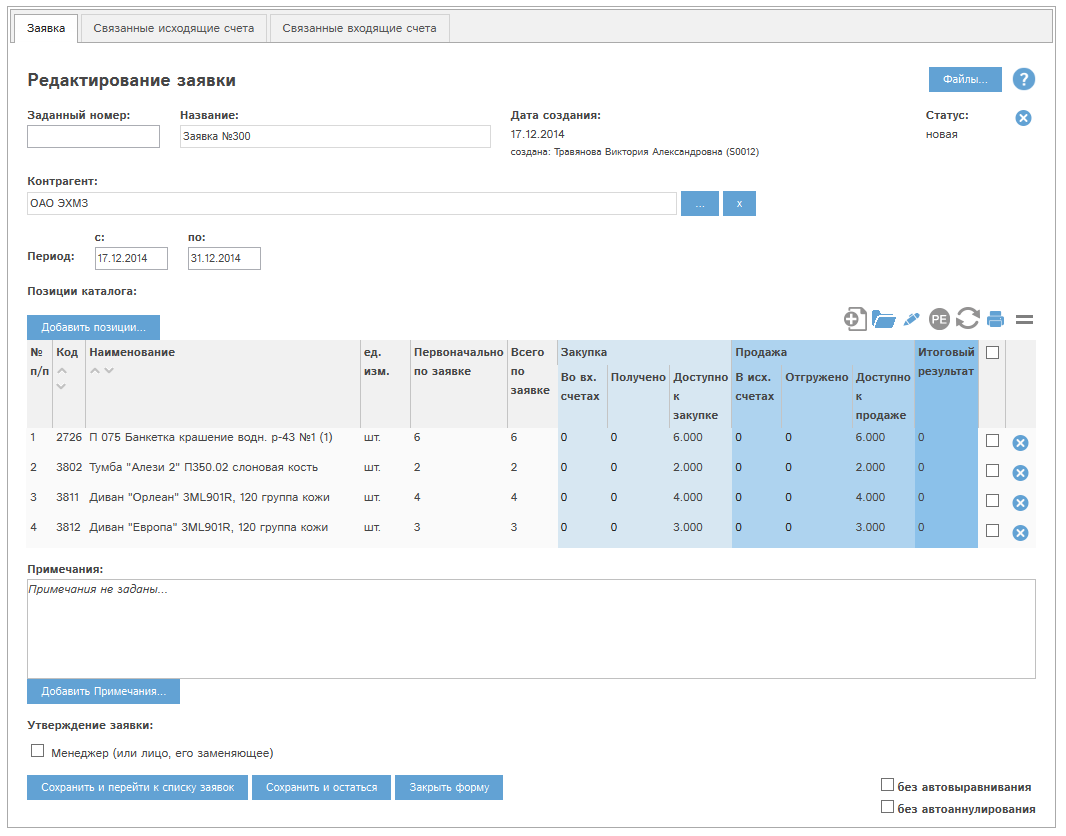 Заявка Связанные исходящие счета Связанные входящие счета
Редактирование заявки
Файлы... ?
Заданный номер: Название: Дата создания: Статус:
Заявка №300 17.12.2014 новая
создана: Травянова Виктория Александровна (S0012)
Контрагент:
ОАО ЭХМЗ ... x
с: по:
Период: 17.12.2014 31.12.2014
Позиции каталога:
Добавить позиции... PE
№ Код Наименование ед. Первоначально Всего Закупка Продажа Итоговый
п/п изм. по заявке по результат
заявке
Во вх. Получено Доступно В исх. Отгружено Доступно
счетах к счетах к
закупке продаже
1 2726 П 075 Банкетка крашение водн. р-43 №1 (1) шт. 6 6 0 0 6.000 0 0 6.000 0
2 3802 Тумба "Алези 2" П350.02 слоновая кость шт. 2 2 0 0 2.000 0 0 2.000 0
3 3811 Диван "Орлеан" 3ML901R, 120 группа кожи шт. 4 4 0 0 4.000 0 0 4.000 0
4 3812 Диван "Европа" 3ML901R, 120 группа кожи шт. 3 3 0 0 3.000 0 0 3.000 0
Примечания:
Примечания не заданы...
Добавить Примечания...
Утверждение заявки:
Менеджер (или лицо, его заменяющее)
Сохранить и перейти к списку заявок Сохранить и остаться Закрыть форму
без автовыравнивания
без автоаннулирования